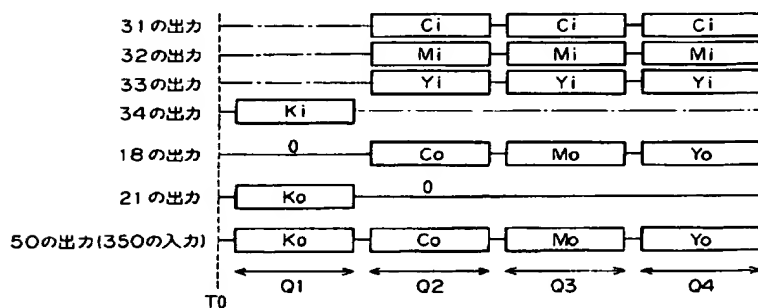 31の出力 Ci Ci Ci
32の出力 Mi Mi Mi
33の出力 Yi Yi Yi
34の出力 Ki
18の出力 0 Co Mo Yo
21の出力 Ko 0
50の出力(350の入力) Ko Co Mo Yo
T0 Q1 Q2 Q3 Q4